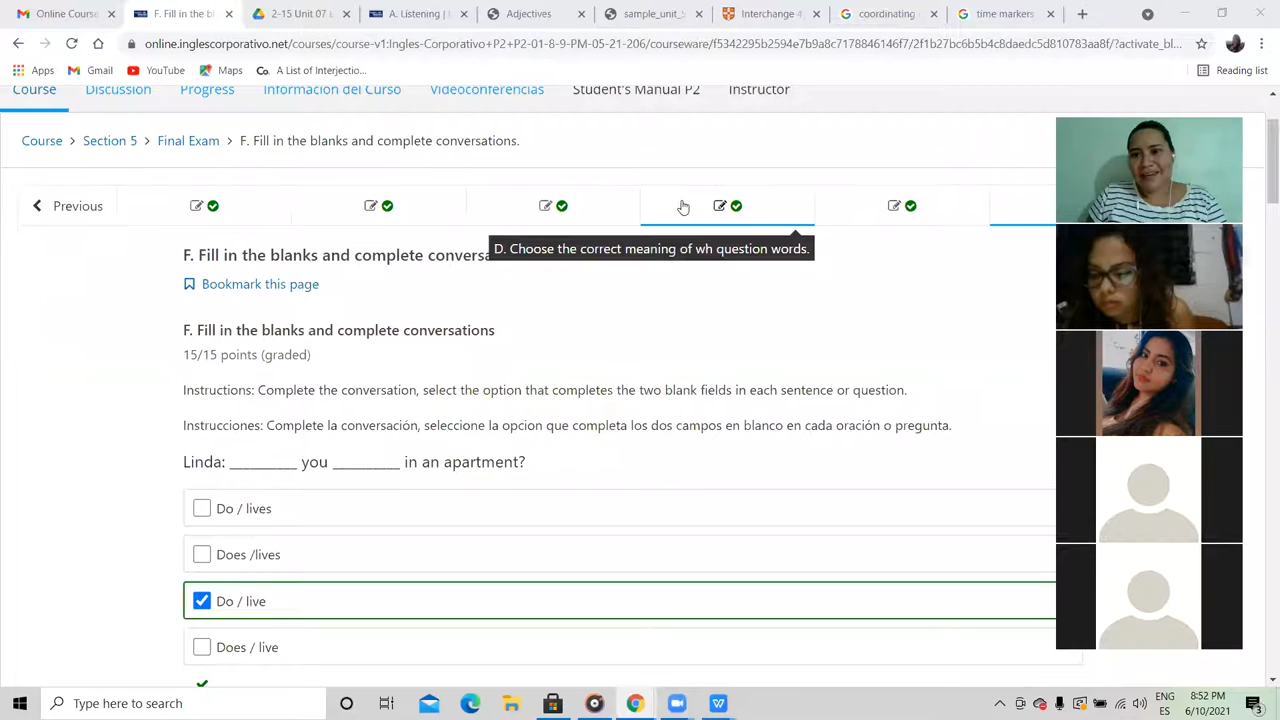 Online Course
F. Fill in the b
2-15 Unit 07
A. Listening |
Adjectives
sample_unit_
Interchange 4
coordinating
time markers
online.inglescorporativo.net/courses/course-v1:Ingles-Corporativo+P2+P2-01-8-9-PM-05-21-206/courseware/f5342295b2594e7b9a8c7178846146f7/2f1b27bc6b5b4c8daedc5d810783aa8f/?activate_bl...
Apps
Gmail
YouTube
Maps
A List of Interjectio...
Reading list
Course
Discussion
Progress
Información del Curso
Videoconferencias
Student's Manual P2
Instructor
Course > Section 5 > Final Exam > F. Fill in the blanks and complete conversations.
Previous
D. Choose the correct meaning of wh question words.
F. Fill in the blanks and complete conversa
Bookmark this page
F. Fill in the blanks and complete conversations
15/15 points (graded)
Instructions: Complete the conversation, select the option that completes the two blank fields in each sentence or question.
Instrucciones: Complete la conversación, seleccione la opcion que completa los dos campos en blanco en cada oración o pregunta.
Linda: __________ you __________ in an apartment?
Do / lives
Does /lives
Do / live
Does / live
Type here to search
ENG
ES
8:52 PM
6/10/2021
3